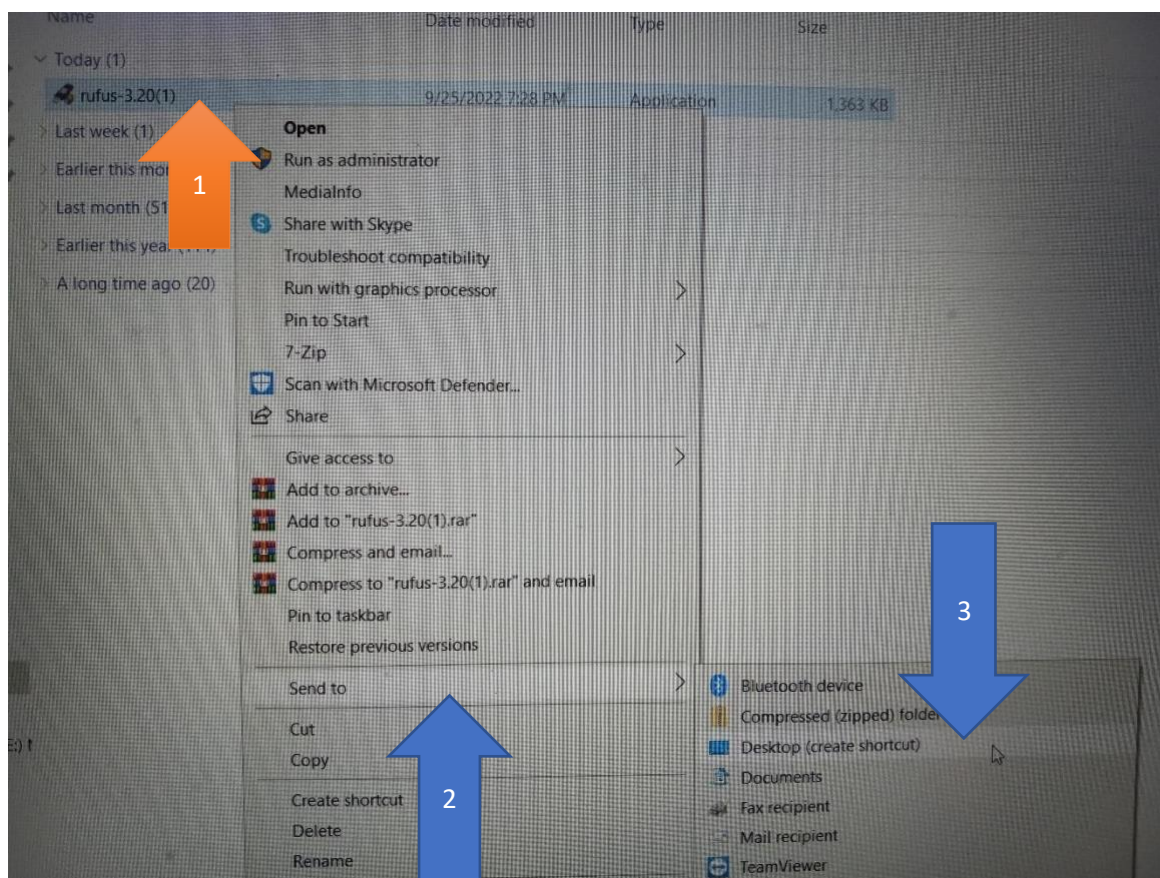 Name Date modified Type Size
Today (1)
rufus-3.20(1) 9/25/2022 7:28 PM Application 1,363 KB
Last week (1)
Open
Run as administrator
Earlier this mo
1
MediaInfo
Last month (51
Share with Skype
Earlier this yea
Troubleshoot compatibility
A long time ago (20)
Run with graphics processor
Pin to Start
7-Zip
Scan with Microsoft Defender...
Share
Give access to
Add to archive...
Add to "rufus-3.20(1).rar"
Compress and email...
Compress to "rufus-3.20(1).rar" and email
Pin to taskbar
3
Restore previous versions
Send to
Bluetooth device
Compressed (zipped) folder
Cut
Desktop (create shortcut)
Copy
Documents
Create shortcut
2
Fax recipient
Delete
Mail recipient
Rename
TeamViewer